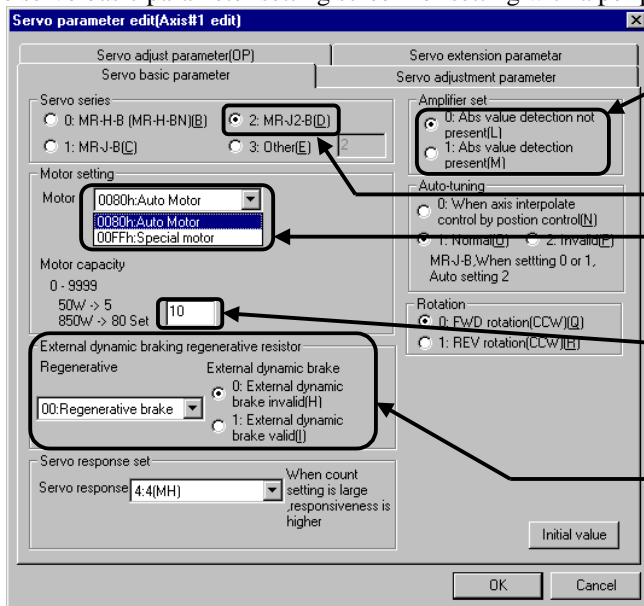 Servo parameter edit(Axis#1 edit)
Servo adjust parameter(OP)
Servo extension parametar
Servo basic parameter
Servo adjustment parameter
Servo series
0: MR-H-B (MR-H-BN)(B)
2: MR-J2-B(D)
1: MR-J-B(C)
3: Other(E)
2
Motor setting
Motor
0080h:Auto Motor
0080h:Auto Motor
00FFh:Special motor
Motor capacity
0 - 9999
50W -> 5
850W -> 80 Set
10
External dynamic braking regenerative resistor
Regenerative
00:Regenerative brake
External dynamic brake
0: External dynamic
brake invalid(H)
1: External dynamic
brake valid(I)
Servo response set
Servo response
4:4(MH)
When count
setting is large
,responsiveness is
higher
Amplifier set
0: Abs value detection not
present(L)
1: Abs value detection
present(M)
Auto-tuning
0: When axis interpolate
control by postion control(N)
1: Normal(O)
2: Invalid(P)
MR-J-B,When settting 0 or 1,
Auto setting 2
Rotation
0: FWD rotation(CCW)(Q)
1: REV rotation(CCW)(R)
Initial value
OK
Cancel